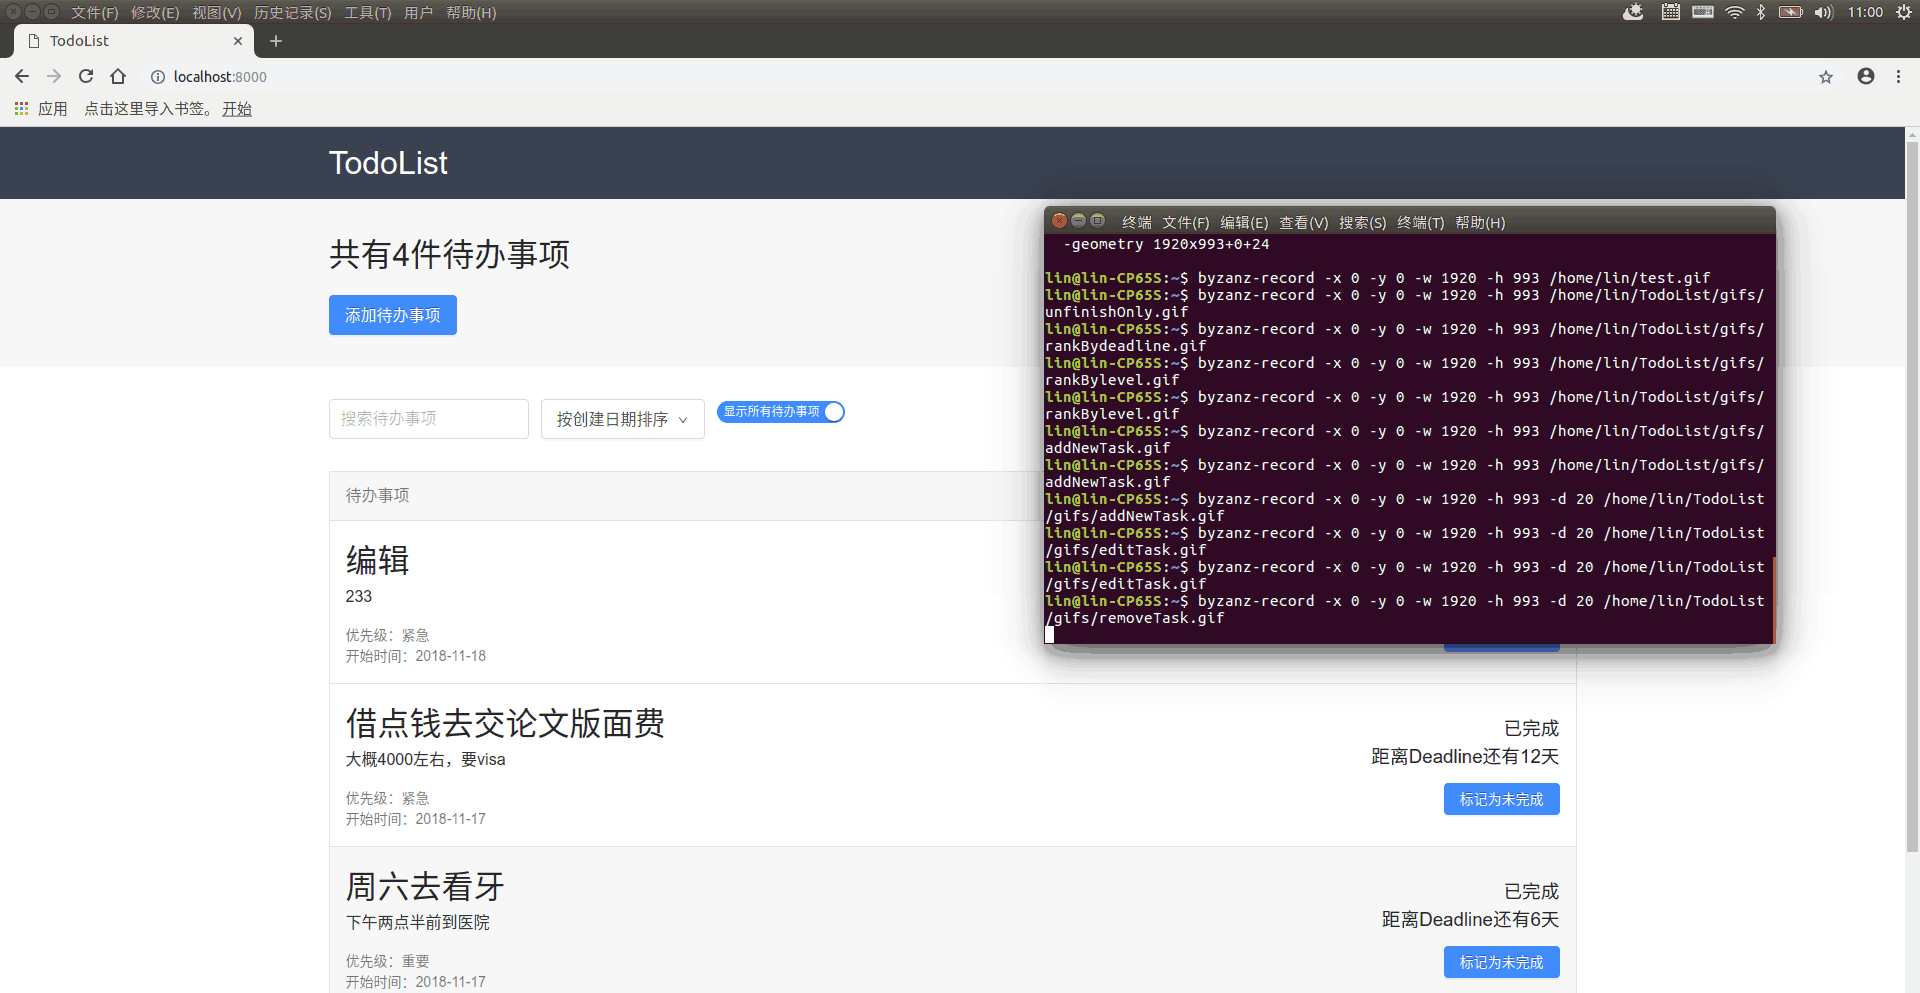 文件(F) 修改(E) 视图(V) 历史记录(S) 工具(T) 用户 帮助(H)
11:00
TodoList
localhost:8000
应用 点击这里导入书签。 开始
TodoList
共有4件待办事项
添加待办事项
搜索待办事项
按创建日期排序
显示所有待办事项
待办事项
编辑
233
优先级：紧急
开始时间：2018-11-18
借点钱去交论文版面费
大概4000左右，要visa
优先级：紧急
开始时间：2018-11-17
已完成
距离Deadline还有12天
标记为未完成
周六去看牙
下午两点半前到医院
优先级：重要
开始时间：2018-11-17
已完成
距离Deadline还有6天
标记为未完成
终端 文件(F) 编辑(E) 查看(V) 搜索(S) 终端(T) 帮助(H)
-geometry 1920x993+0+24
lin@lin-CP65S:~$ byzanz-record -x 0 -y 0 -w 1920 -h 993 /home/lin/test.gif
lin@lin-CP65S:~$ byzanz-record -x 0 -y 0 -w 1920 -h 993 /home/lin/TodoList/gifs/
unfinishOnly.gif
lin@lin-CP65S:~$ byzanz-record -x 0 -y 0 -w 1920 -h 993 /home/lin/TodoList/gifs/
rankBydeadline.gif
lin@lin-CP65S:~$ byzanz-record -x 0 -y 0 -w 1920 -h 993 /home/lin/TodoList/gifs/
rankBylevel.gif
lin@lin-CP65S:~$ byzanz-record -x 0 -y 0 -w 1920 -h 993 /home/lin/TodoList/gifs/
rankBylevel.gif
lin@lin-CP65S:~$ byzanz-record -x 0 -y 0 -w 1920 -h 993 /home/lin/TodoList/gifs/
addNewTask.gif
lin@lin-CP65S:~$ byzanz-record -x 0 -y 0 -w 1920 -h 993 /home/lin/TodoList/gifs/
addNewTask.gif
lin@lin-CP65S:~$ byzanz-record -x 0 -y 0 -w 1920 -h 993 -d 20 /home/lin/TodoList
/gifs/addNewTask.gif
lin@lin-CP65S:~$ byzanz-record -x 0 -y 0 -w 1920 -h 993 -d 20 /home/lin/TodoList
/gifs/editTask.gif
lin@lin-CP65S:~$ byzanz-record -x 0 -y 0 -w 1920 -h 993 -d 20 /home/lin/TodoList
/gifs/editTask.gif
lin@lin-CP65S:~$ byzanz-record -x 0 -y 0 -w 1920 -h 993 -d 20 /home/lin/TodoList
/gifs/removeTask.gif